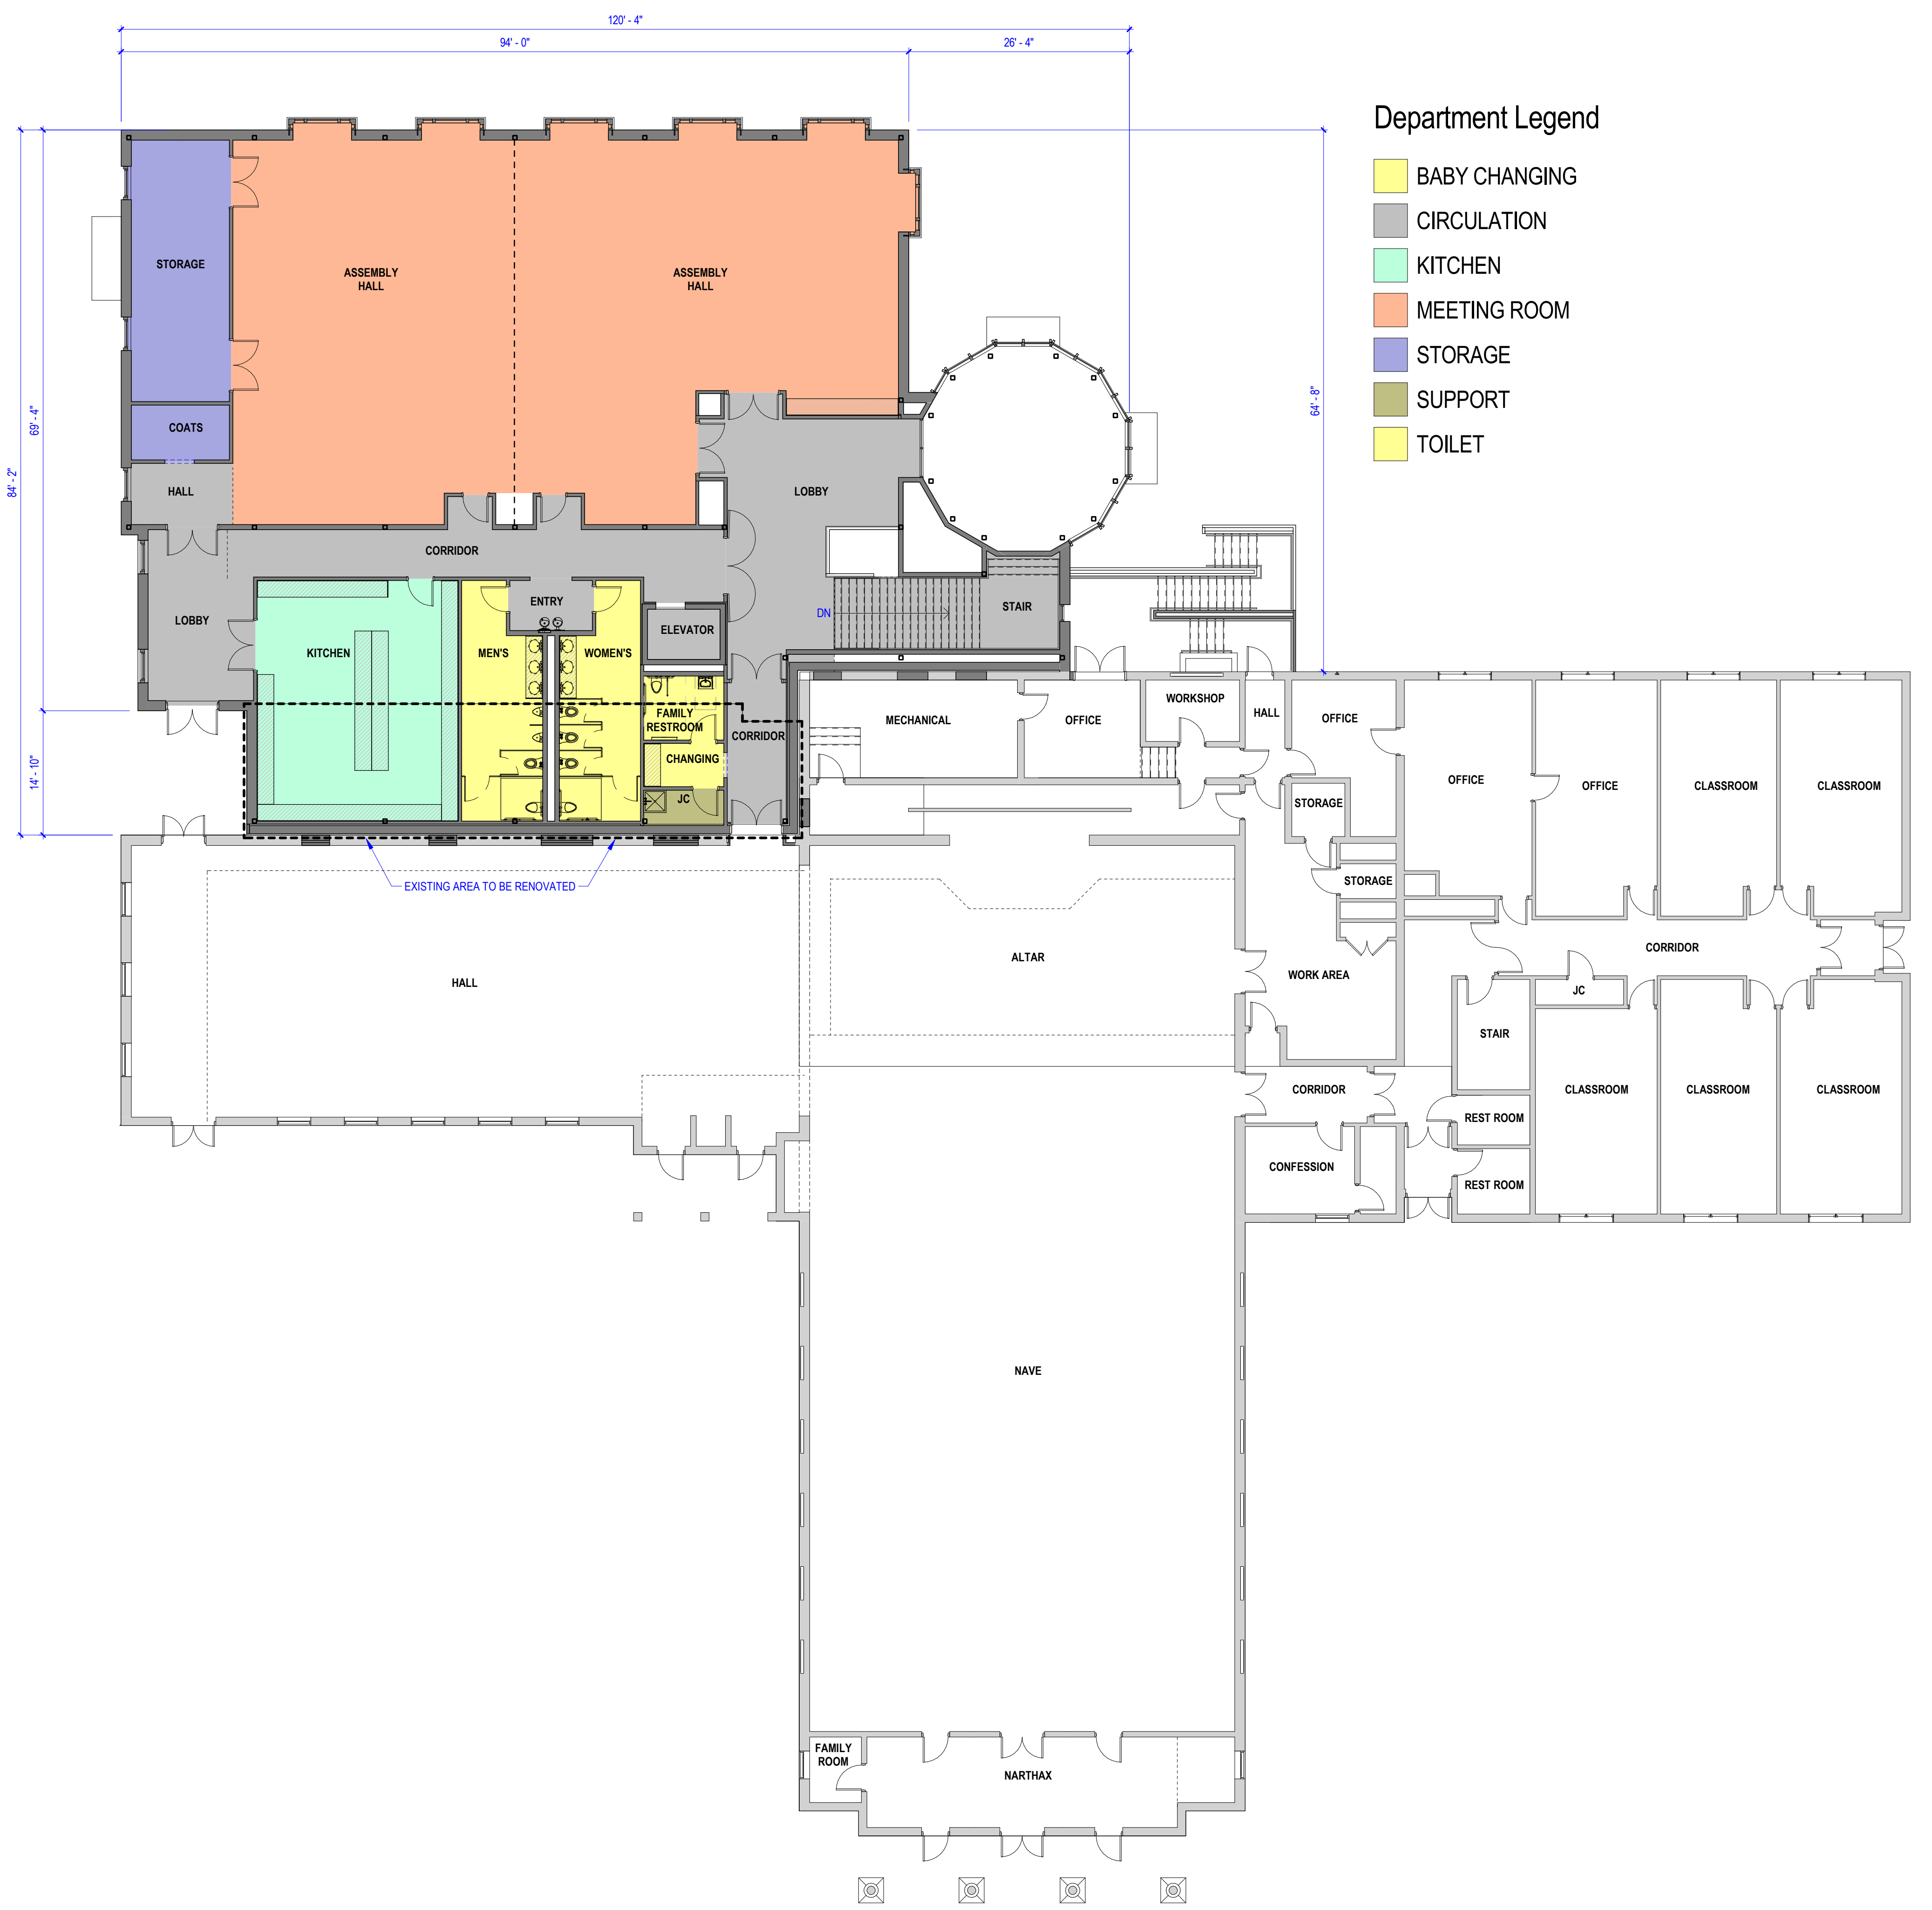 120' - 4"
94' - 0"
26' - 4"
Department Legend
BABY CHANGING
CIRCULATION
KITCHEN
MEETING ROOM
STORAGE
SUPPORT
TOILET
84' - 2"
69' - 4"
14' - 10"
64' - 8"
STORAGE
ASSEMBLY
HALL
ASSEMBLY
HALL
COATS
HALL
LOBBY
CORRIDOR
LOBBY
KITCHEN
MEN'S
ENTRY
WOMEN'S
ELEVATOR
DN
STAIR
FAMILY
RESTROOM
CHANGING
JC
CORRIDOR
MECHANICAL
OFFICE
WORKSHOP
HALL
OFFICE
OFFICE
OFFICE
CLASSROOM
CLASSROOM
STORAGE
STORAGE
EXISTING AREA TO BE RENOVATED
HALL
ALTAR
WORK AREA
CORRIDOR
JC
STAIR
CORRIDOR
CLASSROOM
CLASSROOM
CLASSROOM
REST ROOM
CONFESSION
REST ROOM
NAVE
FAMILY
ROOM
NARTHAX